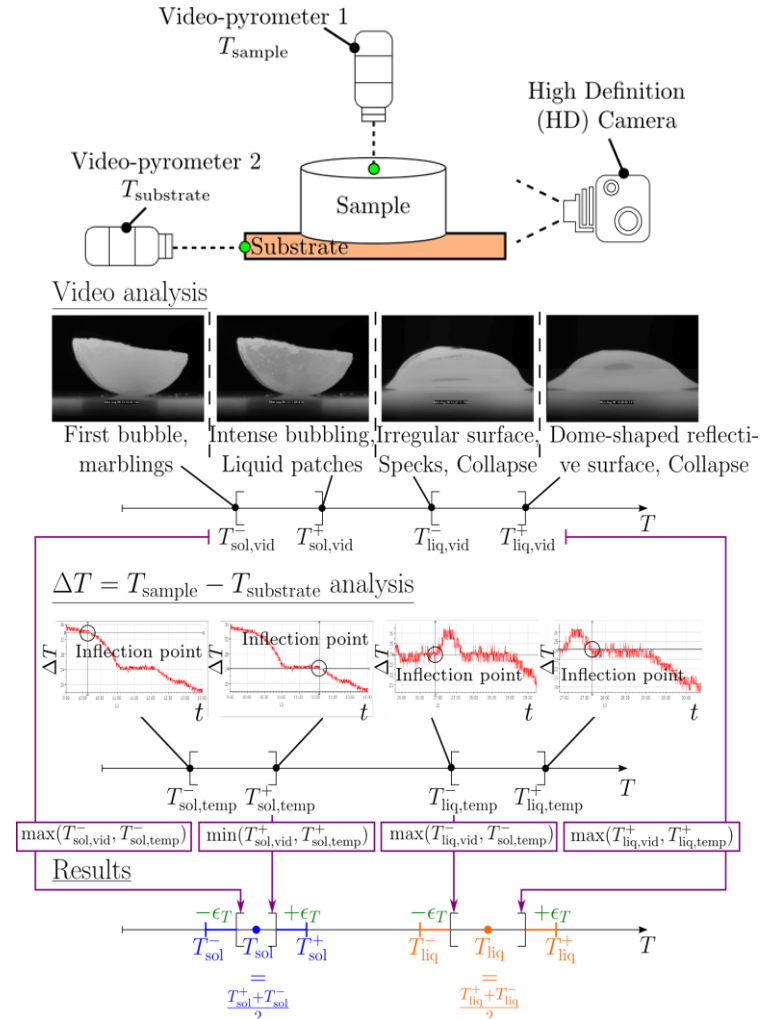 Video-pyrometer 1
T_sample
High Definition
(HD) Camera
Video-pyrometer 2
T_substrate
Sample
Substrate
Video analysis
First bubble,
marblings
Intense bubbling,
Liquid patches
Irregular surface,
Specks, Collapse
Dome-shaped reflecti-
ve surface, Collapse
T⁻_sol,vid
T⁺_sol,vid
T⁻_liq,vid
T⁺_liq,vid
T
ΔT = T_sample − T_substrate analysis
ΔT
Inflection point
t
ΔT
Inflection point
t
ΔT
Inflection point
t
ΔT
Inflection point
t
T⁻_sol,temp
T⁺_sol,temp
T⁻_liq,temp
T⁺_liq,temp
T
max(T⁻_sol,vid, T⁻_sol,temp)
min(T⁺_sol,vid, T⁺_sol,temp)
max(T⁻_liq,vid, T⁻_sol,temp)
max(T⁺_liq,vid, T⁺_liq,temp)
Results
−ϵ_T
+ϵ_T
−ϵ_T
+ϵ_T
T⁻_sol
T_sol
T⁺_sol
T⁻_liq
T_liq
T⁺_liq
T
=
(T⁺_sol+T⁻_sol)/2
=
(T⁺_liq+T⁻_liq)/2